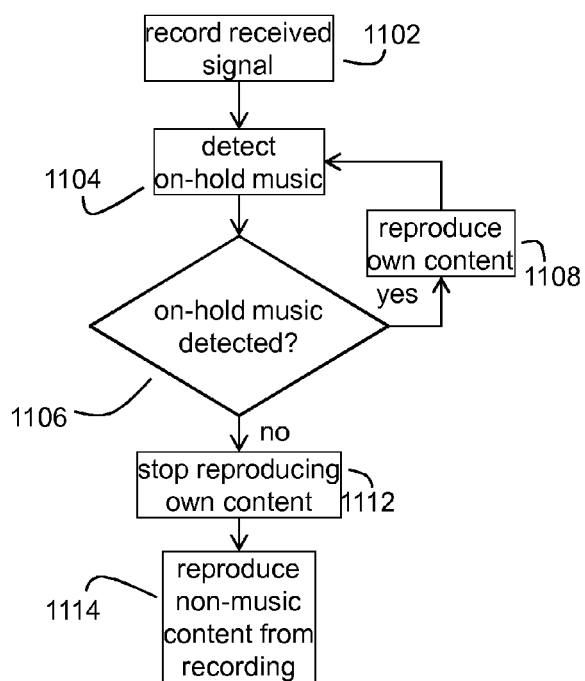 record received
signal
1102
detect
on-hold music
1104
reproduce
own content
1108
yes
on-hold music
detected?
1106
no
stop reproducing
own content
1112
reproduce
non-music
content from
recording
1114